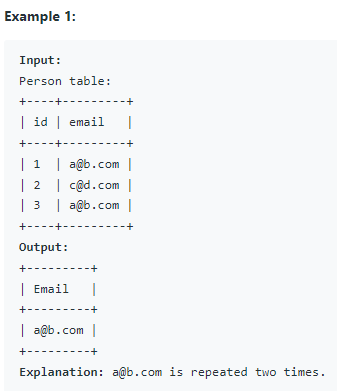 Example 1:
Input:
Person table:
+----+---------+
| id | email   |
+----+---------+
| 1  | a@b.com |
| 2  | c@d.com |
| 3  | a@b.com |
+----+---------+
Output:
+---------+
| Email   |
+---------+
| a@b.com |
+---------+
Explanation: a@b.com is repeated two times.